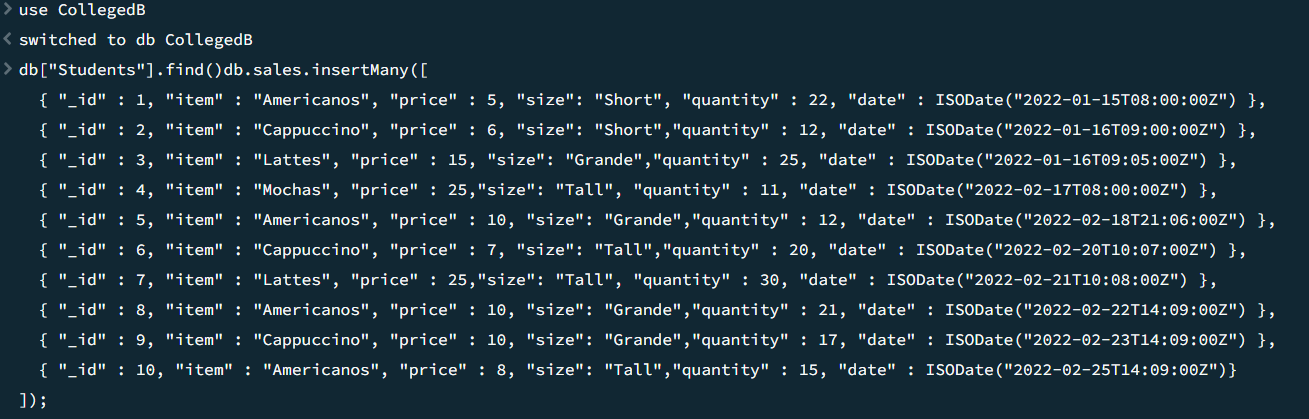 > use CollegedB
< switched to db CollegedB
> db["Students"].find()db.sales.insertMany([
{ "_id" : 1, "item" : "Americanos", "price" : 5, "size": "Short", "quantity" : 22, "date" : ISODate("2022-01-15T08:00:00Z") },
{ "_id" : 2, "item" : "Cappuccino", "price" : 6, "size": "Short","quantity" : 12, "date" : ISODate("2022-01-16T09:00:00Z") },
{ "_id" : 3, "item" : "Lattes", "price" : 15, "size": "Grande","quantity" : 25, "date" : ISODate("2022-01-16T09:05:00Z") },
{ "_id" : 4, "item" : "Mochas", "price" : 25,"size": "Tall", "quantity" : 11, "date" : ISODate("2022-02-17T08:00:00Z") },
{ "_id" : 5, "item" : "Americanos", "price" : 10, "size": "Grande","quantity" : 12, "date" : ISODate("2022-02-18T21:06:00Z") },
{ "_id" : 6, "item" : "Cappuccino", "price" : 7, "size": "Tall","quantity" : 20, "date" : ISODate("2022-02-20T10:07:00Z") },
{ "_id" : 7, "item" : "Lattes", "price" : 25,"size": "Tall", "quantity" : 30, "date" : ISODate("2022-02-21T10:08:00Z") },
{ "_id" : 8, "item" : "Americanos", "price" : 10, "size": "Grande","quantity" : 21, "date" : ISODate("2022-02-22T14:09:00Z") },
{ "_id" : 9, "item" : "Cappuccino", "price" : 10, "size": "Grande","quantity" : 17, "date" : ISODate("2022-02-23T14:09:00Z") },
{ "_id" : 10, "item" : "Americanos", "price" : 8, "size": "Tall","quantity" : 15, "date" : ISODate("2022-02-25T14:09:00Z")}
]);